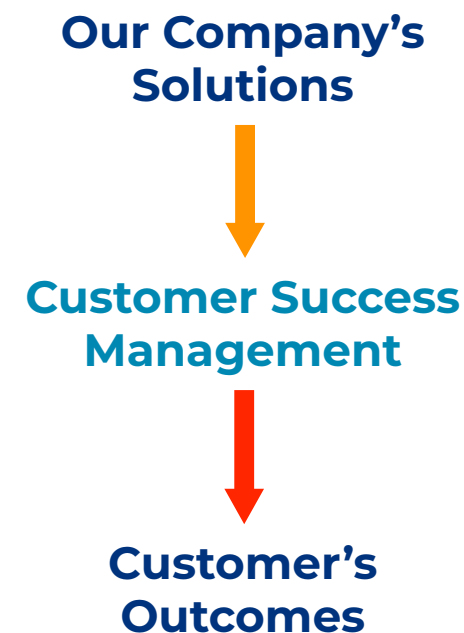 Our Company’s
Solutions
Customer Success
Management
Customer’s
Outcomes